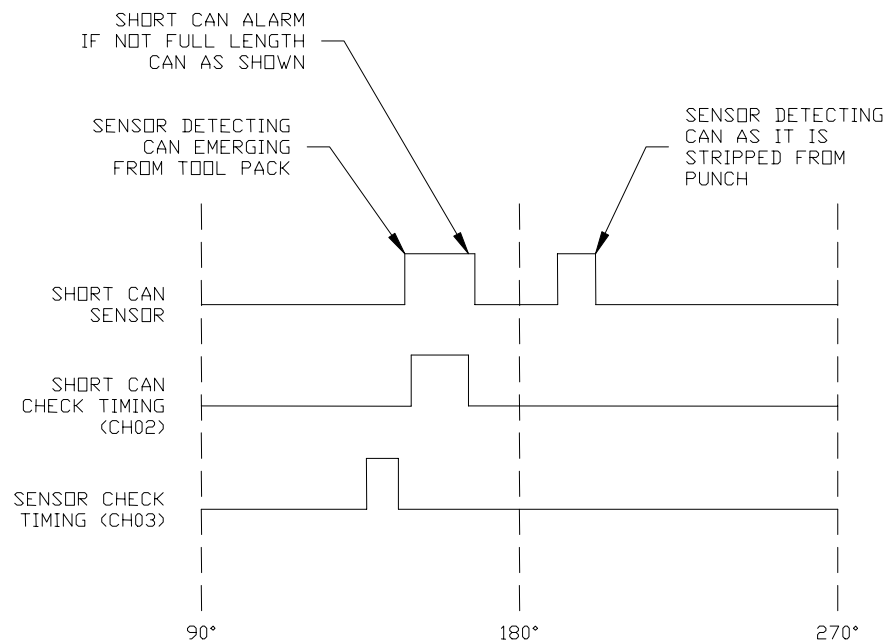 SHORT CAN ALARM
IF NOT FULL LENGTH
CAN AS SHOWN
SENSOR DETECTING
CAN EMERGING
FROM TOOL PACK
SENSOR DETECTING
CAN AS IT IS
STRIPPED FROM
PUNCH
SHORT CAN
SENSOR
SHORT CAN
CHECK TIMING
(CH02)
SENSOR CHECK
TIMING (CH03)
90°
180°
270°